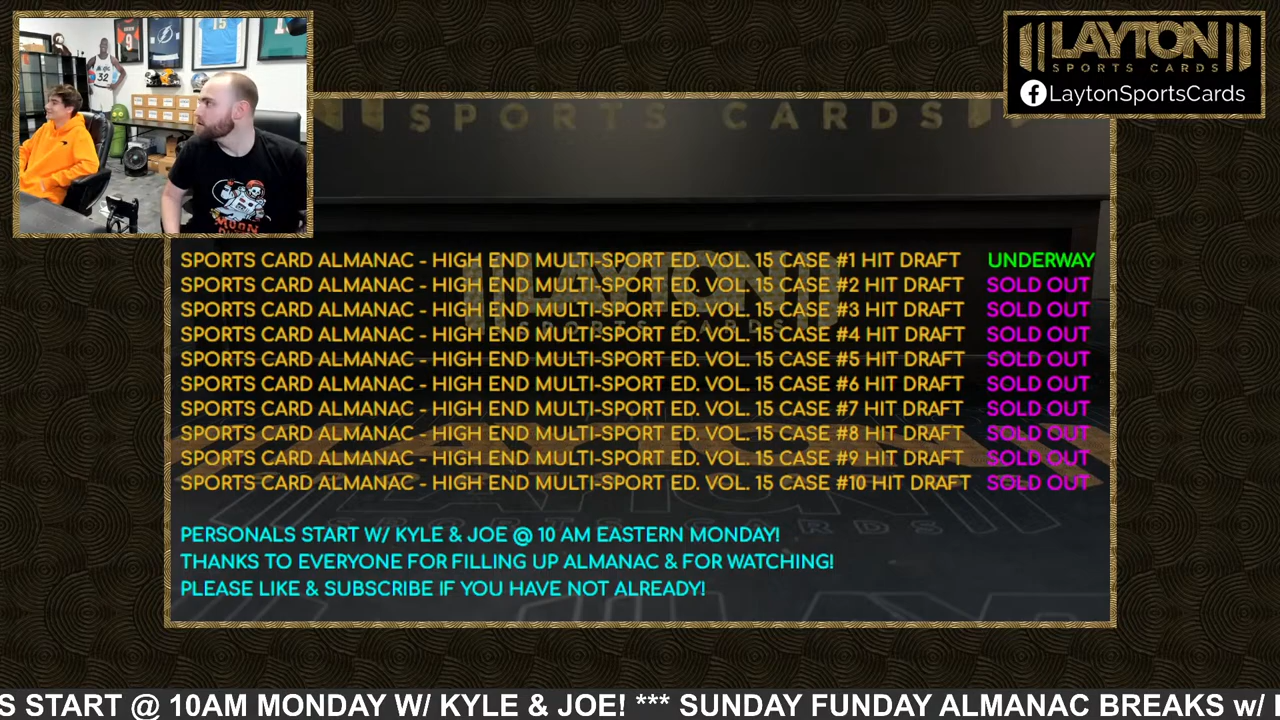 15
9
32
LAYTON
SPORTS CARDS
LaytonSportsCards
SPORTS CARDS
MOON
SPORTS CARD ALMANAC - HIGH END MULTI-SPORT ED. VOL. 15 CASE #1 HIT DRAFT UNDERWAY
SPORTS CARD ALMANAC - HIGH END MULTI-SPORT ED. VOL. 15 CASE #2 HIT DRAFT SOLD OUT
SPORTS CARD ALMANAC - HIGH END MULTI-SPORT ED. VOL. 15 CASE #3 HIT DRAFT SOLD OUT
SPORTS CARD ALMANAC - HIGH END MULTI-SPORT ED. VOL. 15 CASE #4 HIT DRAFT SOLD OUT
SPORTS CARD ALMANAC - HIGH END MULTI-SPORT ED. VOL. 15 CASE #5 HIT DRAFT SOLD OUT
SPORTS CARD ALMANAC - HIGH END MULTI-SPORT ED. VOL. 15 CASE #6 HIT DRAFT SOLD OUT
SPORTS CARD ALMANAC - HIGH END MULTI-SPORT ED. VOL. 15 CASE #7 HIT DRAFT SOLD OUT
SPORTS CARD ALMANAC - HIGH END MULTI-SPORT ED. VOL. 15 CASE #8 HIT DRAFT SOLD OUT
SPORTS CARD ALMANAC - HIGH END MULTI-SPORT ED. VOL. 15 CASE #9 HIT DRAFT SOLD OUT
SPORTS CARD ALMANAC - HIGH END MULTI-SPORT ED. VOL. 15 CASE #10 HIT DRAFT SOLD OUT
PERSONALS START W/ KYLE & JOE @ 10 AM EASTERN MONDAY!
THANKS TO EVERYONE FOR FILLING UP ALMANAC & FOR WATCHING!
PLEASE LIKE & SUBSCRIBE IF YOU HAVE NOT ALREADY!
S START @ 10AM MONDAY W/ KYLE & JOE! *** SUNDAY FUNDAY ALMANAC BREAKS w/